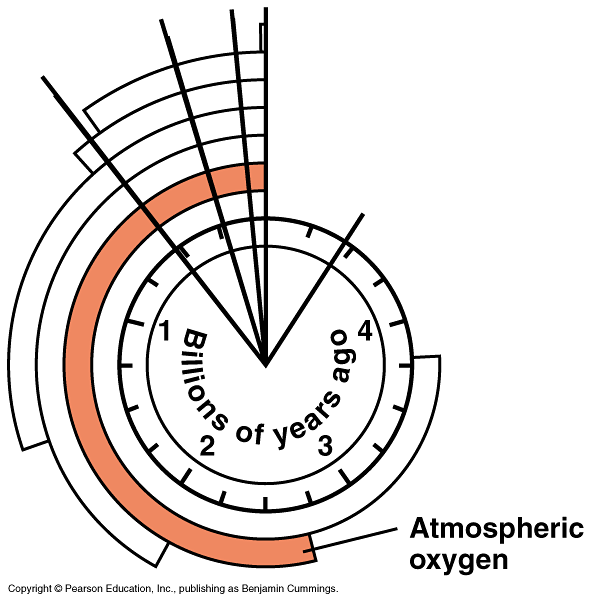 1
4
Billions of years ago
2
3
Atmospheric
oxygen
Copyright © Pearson Education, Inc., publishing as Benjamin Cummings.